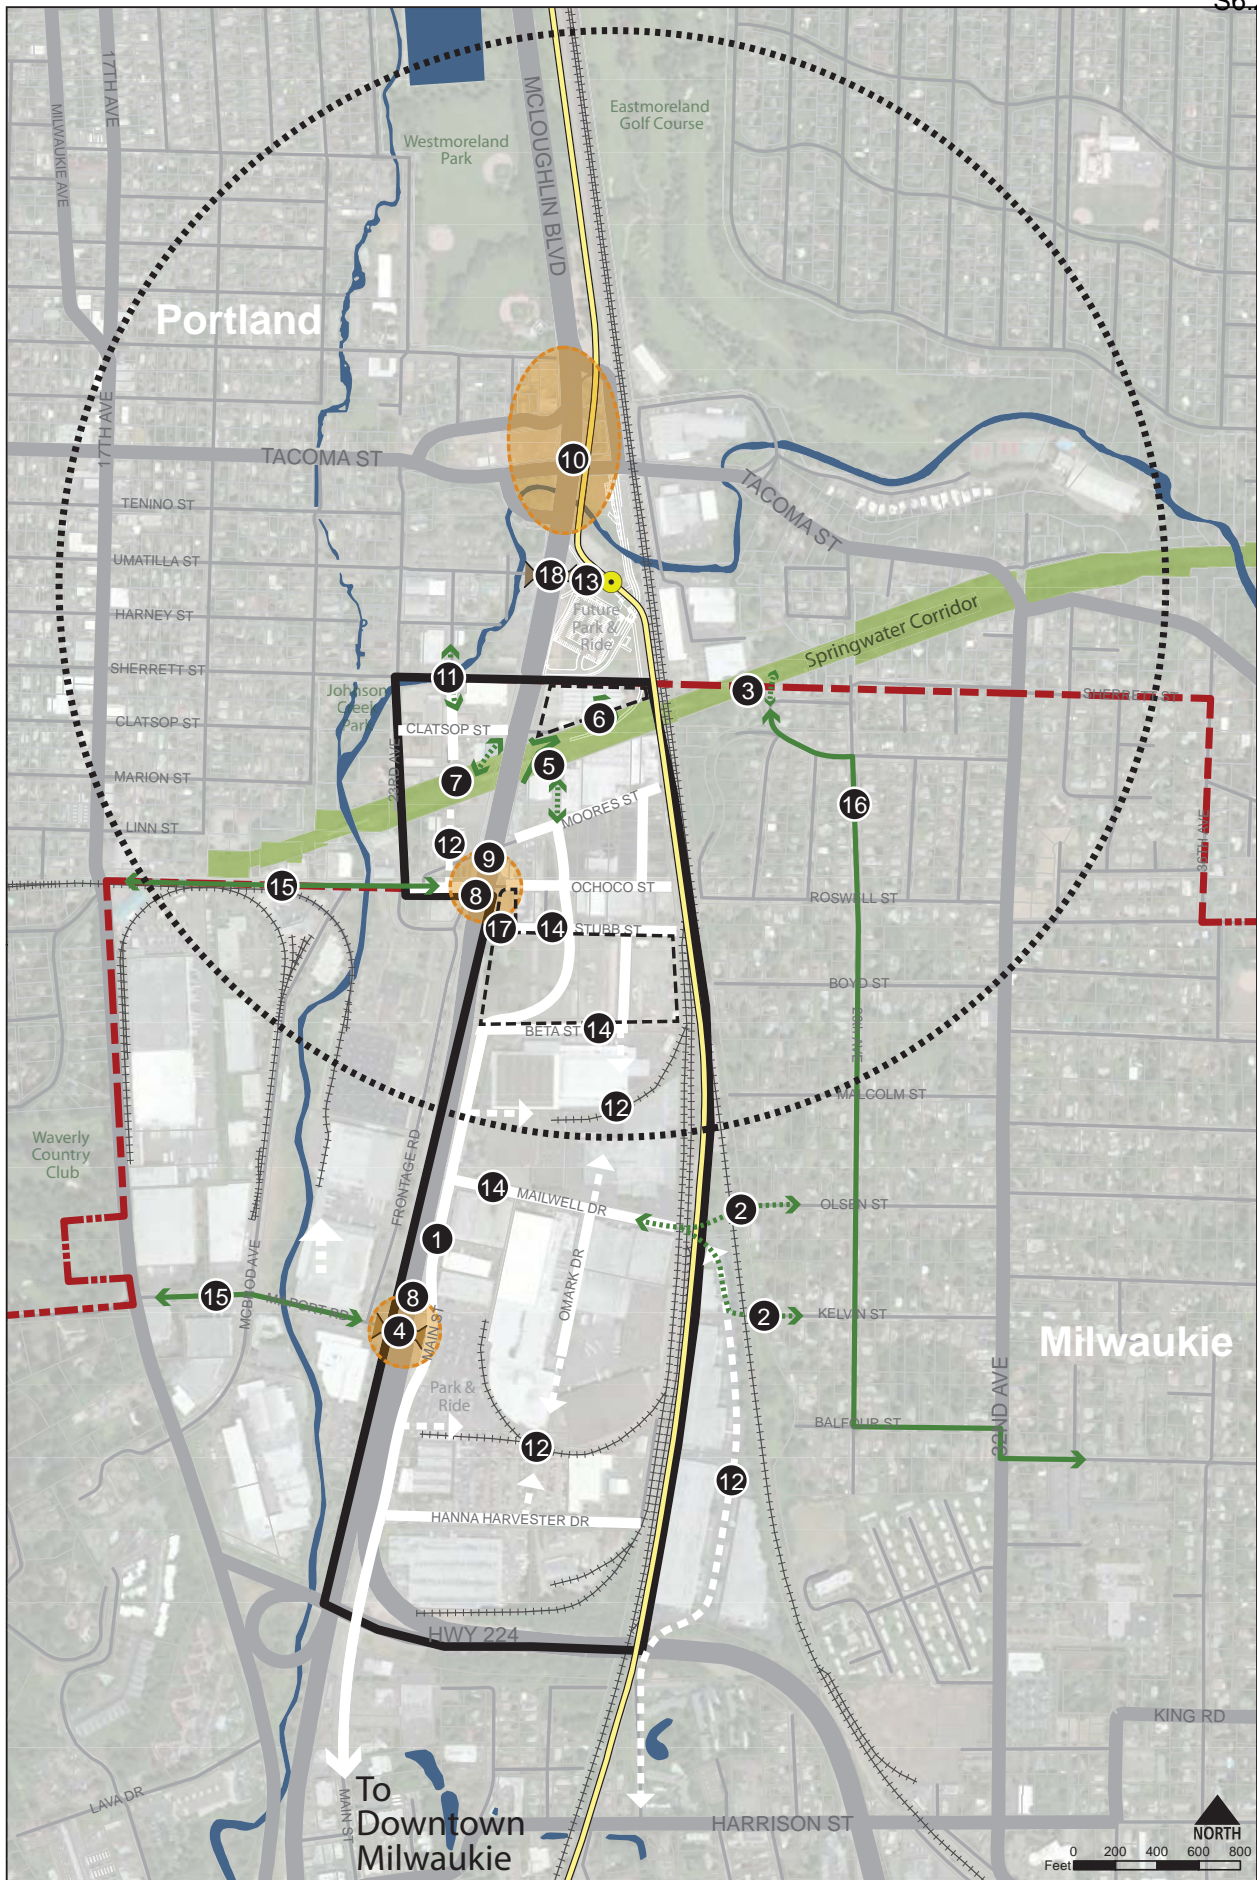 17TH AVE
MILWAUKIE AVE
MCLOUGHLIN BLVD
Eastmoreland
Golf Course
Westmoreland
Park
Portland
17TH AVE
TACOMA ST
10
TACOMA ST
TENINO ST
UMATILLA ST
18
13
HARNEY ST
Future
Park &
Ride
Springwater Corridor
SHERRETT ST
11
3
SHERRETT ST
Johnson
Creek
Park
6
CLATSOP ST
CLATSOP ST
23RD AVE
5
MARION ST
7
MOORES ST
16
LINN ST
12
9
36TH AVE
15
8
OCHOCO ST
ROSWELL ST
17
14
STUBB ST
BOYD ST
BETA ST
14
29TH AVE
MALCOLM ST
12
Waverly
Country
Club
FRONTAGE RD
14
MAILWELL DR
2
OLSEN ST
1
MCBROD AVE
OMARK DR
15
MILPORT RD
8
4
MAIN ST
2
KELVIN ST
Milwaukie
Park &
Ride
32ND AVE
BALFOUR ST
12
12
HANNA HARVESTER DR
HWY 224
KING RD
LAVA DR
MAIN ST
To
Downtown
Milwaukie
HARRISON ST
NORTH
0 200 400 600 800
Feet